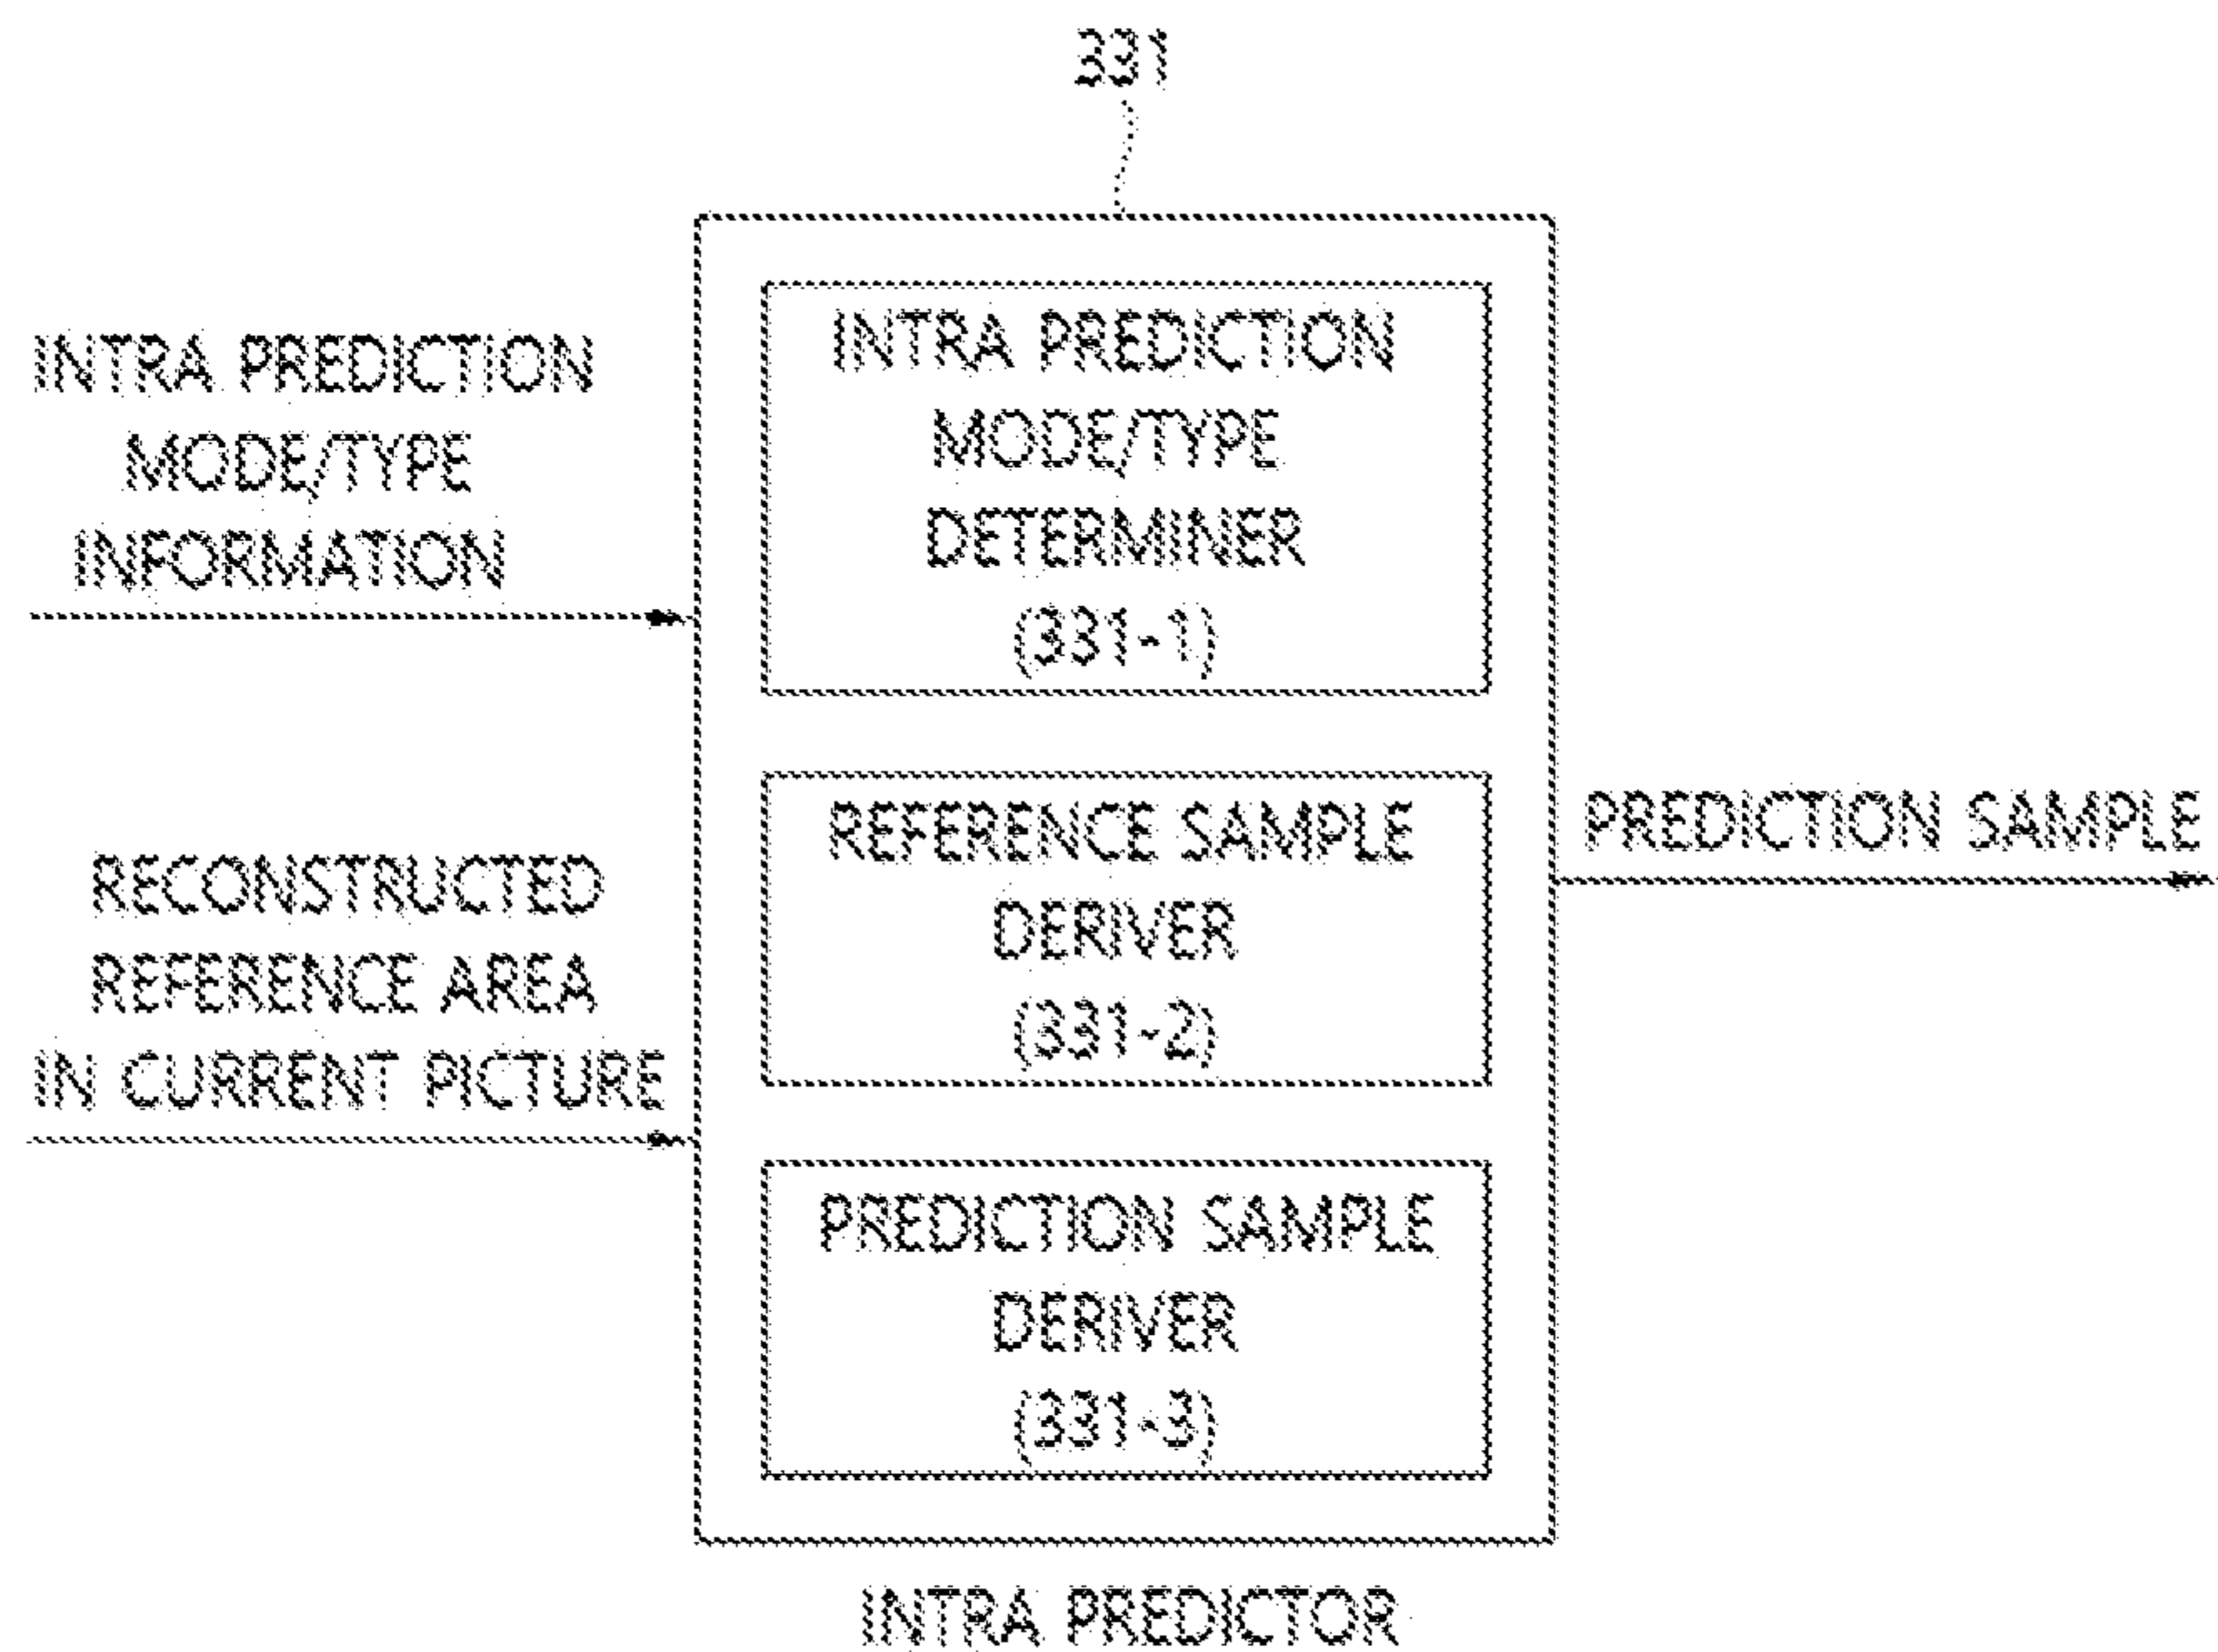 331
INTRA PREDICTION
MODE/TYPE
INFORMATION
RECONSTRUCTED
REFERENCE AREA
IN CURRENT PICTURE
INTRA PREDICTION
MODE/TYPE
DETERMINER
(331-1)
REFERENCE SAMPLE
DERIVER
(331-2)
PREDICTION SAMPLE
DERIVER
(331-3)
PREDICTION SAMPLE
INTRA PREDICTOR